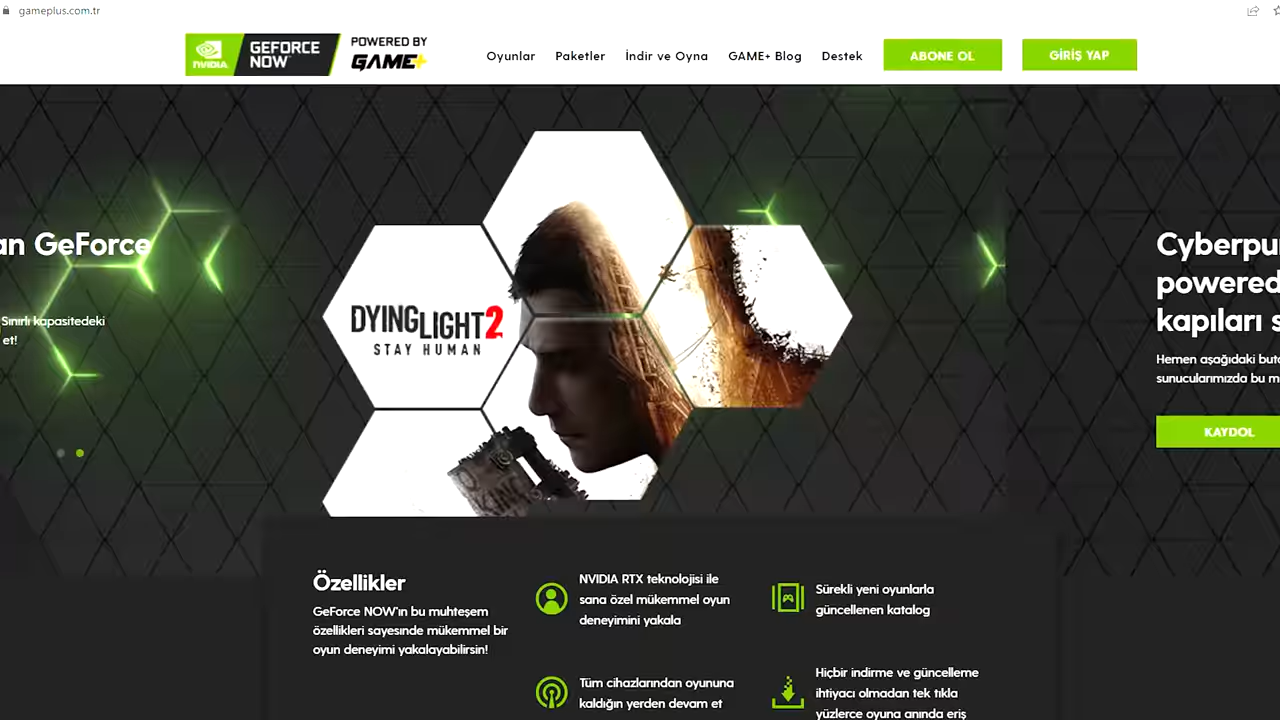 gameplus.com.tr
NVIDIA
GEFORCE
NOW
POWERED BY
GAME+
Oyunlar
Paketler
İndir ve Oyna
GAME+ Blog
Destek
ABONE OL
GİRİŞ YAP
an GeForce
Sınırlı kapasitedeki
et!
DYING LIGHT 2
STAY HUMAN
Cyberpu
powered
kapıları s
Hemen aşağıdaki buto
sunucularımızda bu m
KAYDOL
Özellikler
GeForce NOW'ın bu muhteşem
özellikleri sayesinde mükemmel bir
oyun deneyimi yakalayabilirsin!
NVIDIA RTX teknolojisi ile
sana özel mükemmel oyun
deneyimini yakala
Sürekli yeni oyunlarla
güncellenen katalog
Tüm cihazlarından oyununa
kaldığın yerden devam et
Hiçbir indirme ve güncelleme
ihtiyacı olmadan tek tıkla
yüzlerce oyuna anında eriş